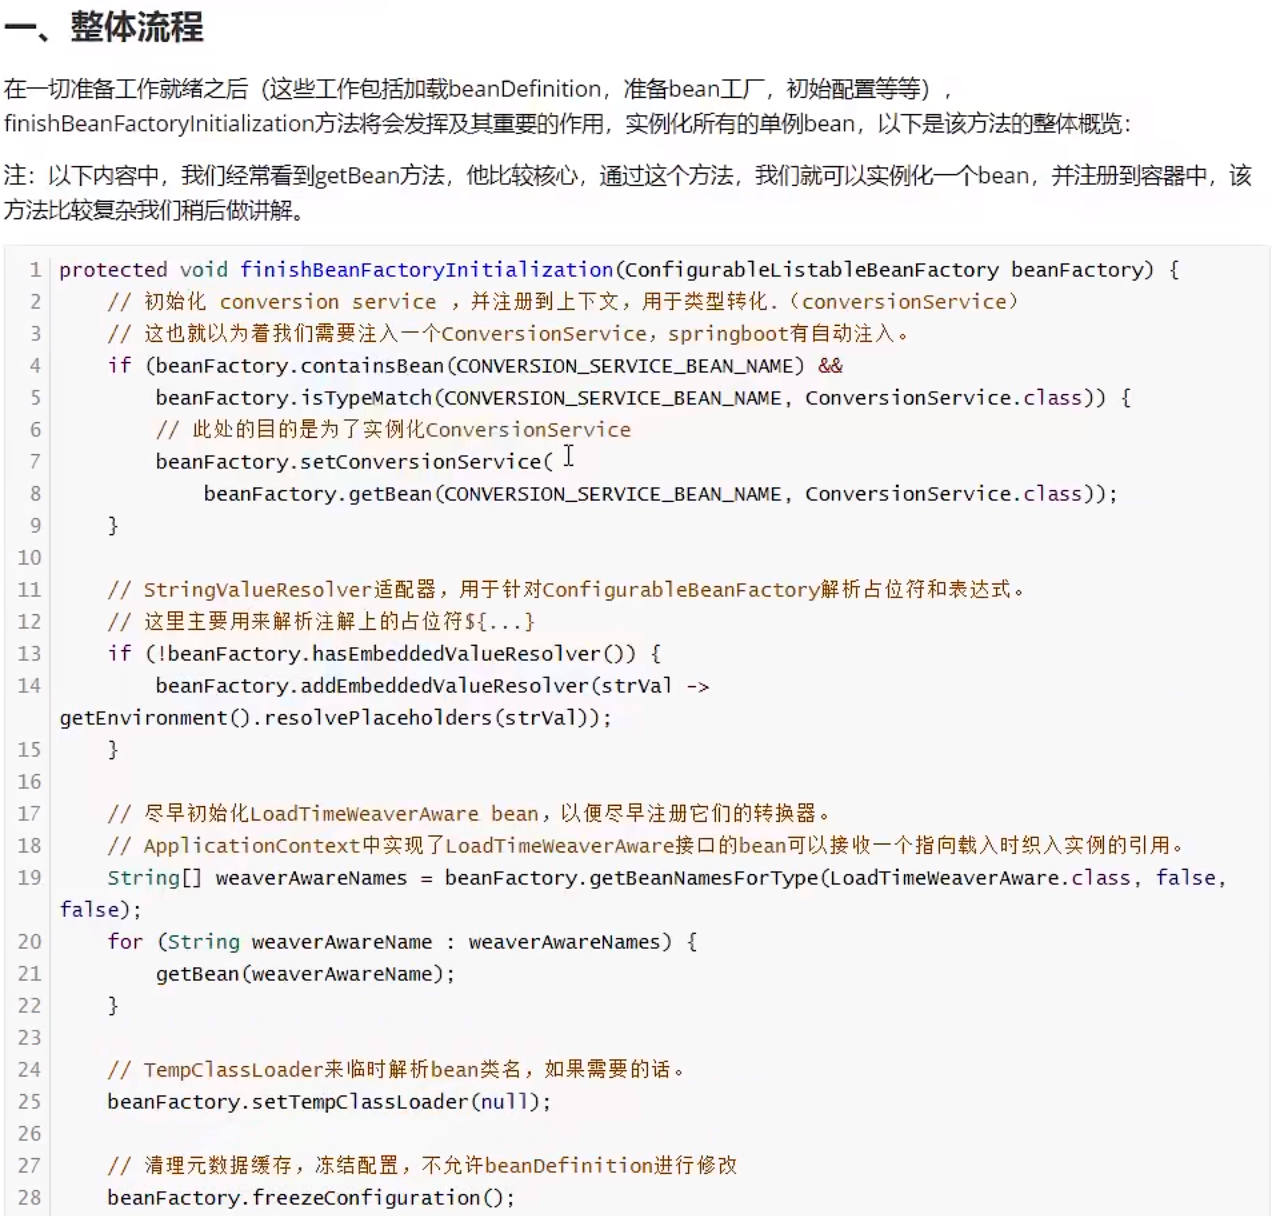 一、整体流程
在一切准备工作就绪之后（这些工作包括加载beanDefinition，准备bean工厂，初始配置等等），
finishBeanFactoryInitialization方法将会发挥及其重要的作用，实例化所有的单例bean，以下是该方法的整体概览：
注：以下内容中，我们经常看到getBean方法，他比较核心，通过这个方法，我们就可以实例化一个bean，并注册到容器中，该
方法比较复杂我们稍后做讲解。
1 protected void finishBeanFactoryInitialization(ConfigurableListableBeanFactory beanFactory) {
2 // 初始化 conversion service ，并注册到上下文，用于类型转化.（conversionService）
3 // 这也就以为着我们需要注入一个ConversionService，springboot有自动注入。
4 if (beanFactory.containsBean(CONVERSION_SERVICE_BEAN_NAME) &&
5 beanFactory.isTypeMatch(CONVERSION_SERVICE_BEAN_NAME, ConversionService.class)) {
6 // 此处的目的是为了实例化ConversionService
7 beanFactory.setConversionService(
8 beanFactory.getBean(CONVERSION_SERVICE_BEAN_NAME, ConversionService.class));
9 }
10
11 // StringValueResolver适配器，用于针对ConfigurableBeanFactory解析占位符和表达式。
12 // 这里主要用来解析注解上的占位符${...}
13 if (!beanFactory.hasEmbeddedValueResolver()) {
14 beanFactory.addEmbeddedValueResolver(strVal ->
getEnvironment().resolvePlaceholders(strVal));
15 }
16
17 // 尽早初始化LoadTimeWeaverAware bean，以便尽早注册它们的转换器。
18 // ApplicationContext中实现了LoadTimeWeaverAware接口的bean可以接收一个指向载入时织入实例的引用。
19 String[] weaverAwareNames = beanFactory.getBeanNamesForType(LoadTimeWeaverAware.class, false,
false);
20 for (String weaverAwareName : weaverAwareNames) {
21 getBean(weaverAwareName);
22 }
23
24 // TempClassLoader来临时解析bean类名，如果需要的话。
25 beanFactory.setTempClassLoader(null);
26
27 // 清理元数据缓存，冻结配置，不允许beanDefinition进行修改
28 beanFactory.freezeConfiguration();